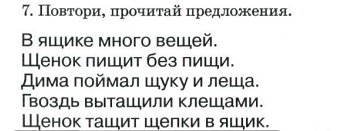 7. Повтори, прочитай предложения.
В ящике много вещей.
Щенок пищит без пищи.
Дима поймал щуку и леща.
Гвоздь вытащили клещами.
Щенок тащит щепки в ящик.